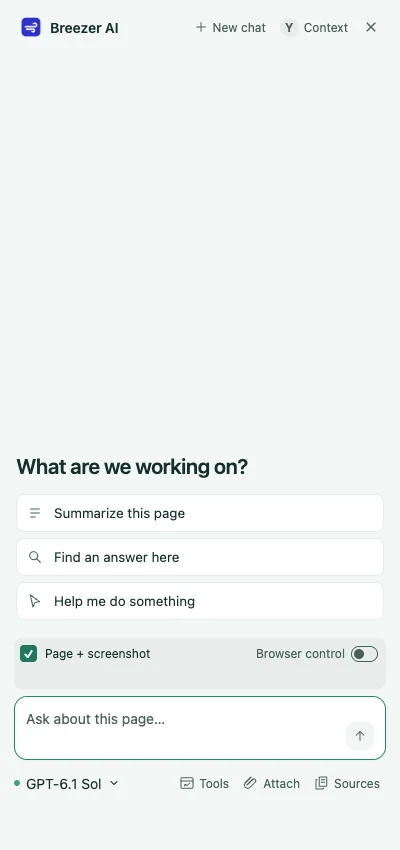 Breezer AI
New chat
Y
Context
What are we working on?
Summarize this page
Find an answer here
Help me do something
Page + screenshot
Browser control
Ask about this page...
GPT-6.1 Sol
Tools
Attach
Sources